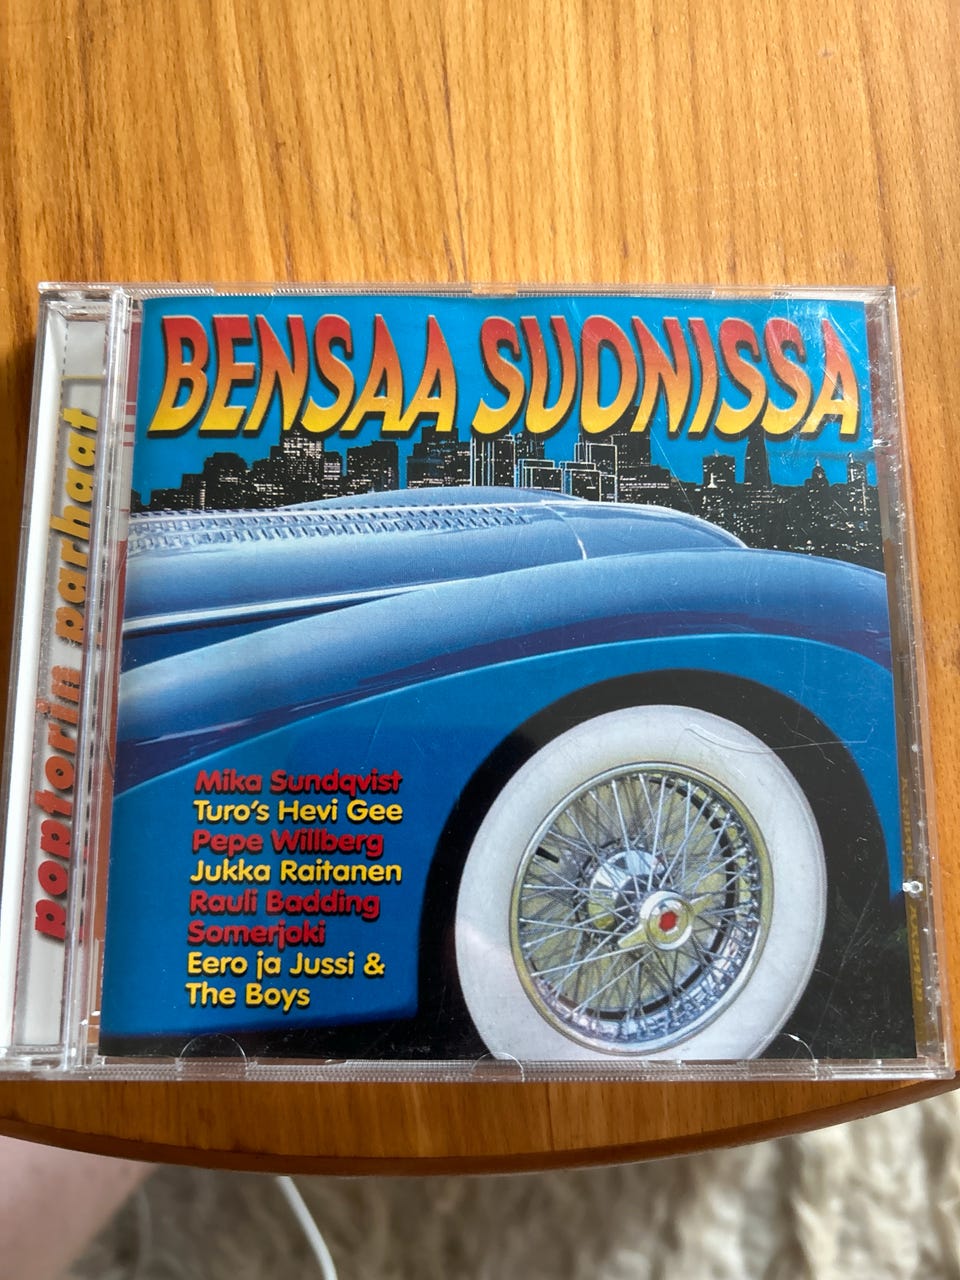 BENSAA SUONISSA
poptorin parhaat
Mika Sundqvist
Turo's Hevi Gee
Pepe Willberg
Jukka Raitanen
Rauli Badding
Somerjoki
Eero ja Jussi &
The Boys